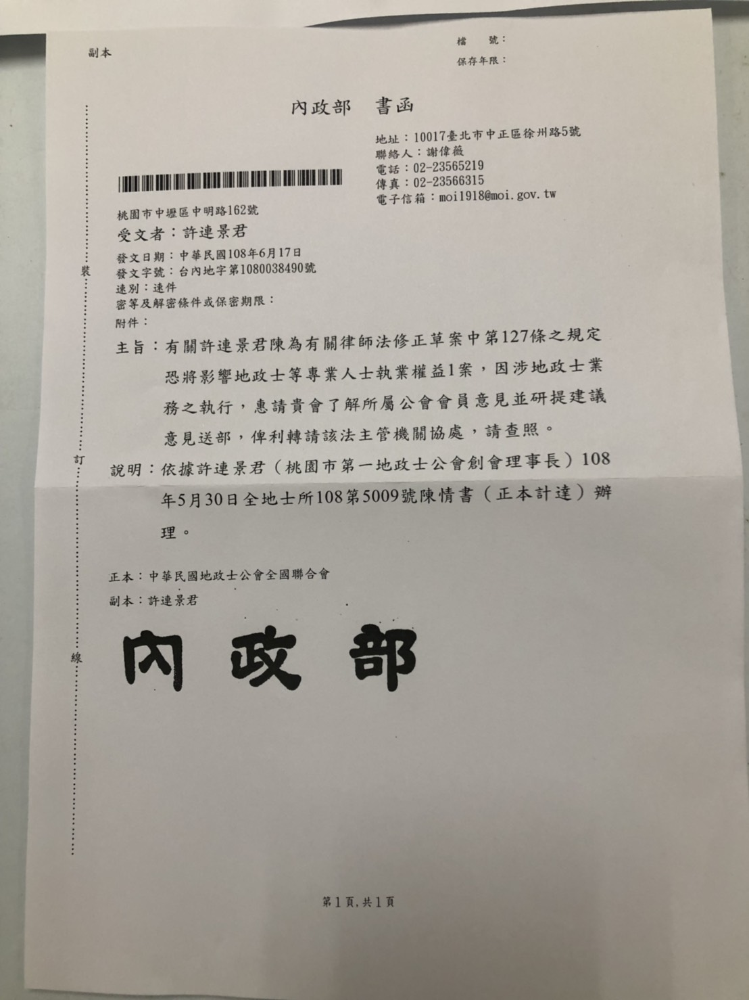 副本
檔　　號：
保存年限：
內政部　書函
地址：10017臺北市中正區徐州路5號
聯絡人：謝偉薇
電話：02-23565219
傳真：02-23566315
電子信箱：moi1918@moi.gov.tw
桃園市中壢區中明路162號
受文者：許連景君
發文日期：中華民國108年6月17日
發文字號：台內地字第1080038490號
速別：速件
密等及解密條件或保密期限：
附件：
主旨：有關許連景君陳為有關律師法修正草案中第127條之規定
恐將影響地政士等專業人士執業權益1案，因涉地政士業
務之執行，惠請貴會了解所屬公會會員意見並研提建議
意見送部，俾利轉請該法主管機關協處，請查照。
說明：依據許連景君（桃園市第一地政士公會創會理事長）108
年5月30日全地士所108第5009號陳情書（正本計達）辦
理。
正本：中華民國地政士公會全國聯合會
副本：許連景君
內政部
裝
訂
線
第1頁,共1頁